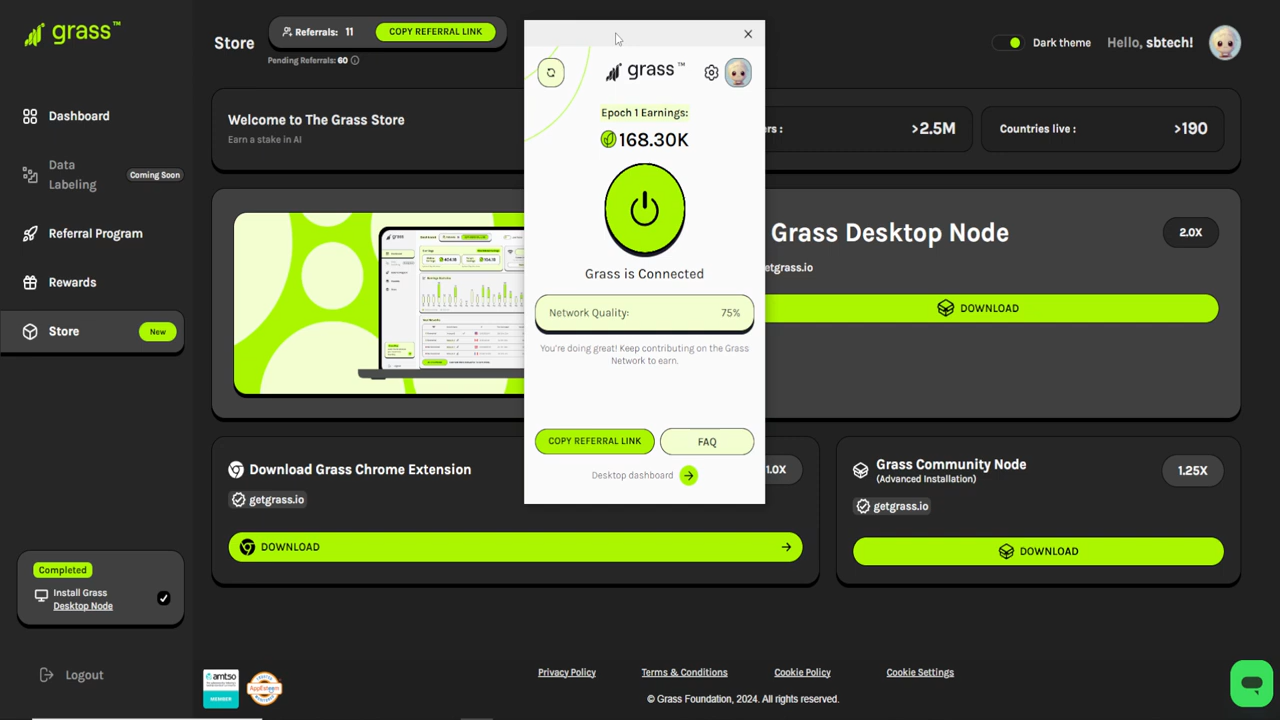 grass™
Store
Referrals: 11
COPY REFERRAL LINK
Pending Referrals: 60
Dark theme
Hello, sbtech!
Dashboard
Data
Labeling
Coming Soon
Referral Program
Rewards
Store
New
Completed
Install Grass
Desktop Node
Logout
Welcome to The Grass Store
Earn a stake in AI
>2.5M
Countries live :
>190
Grass Desktop Node
2.0X
getgrass.io
DOWNLOAD
grass™
Epoch 1 Earnings:
168.30K
Grass is Connected
Network Quality:
75%
You're doing great! Keep contributing on the Grass
Network to earn.
COPY REFERRAL LINK
FAQ
Desktop dashboard
Download Grass Chrome Extension
1.0X
getgrass.io
DOWNLOAD
Grass Community Node
(Advanced Installation)
1.25X
getgrass.io
DOWNLOAD
amtso
MEMBER
AppEsteem
Privacy Policy
Terms & Conditions
Cookie Policy
Cookie Settings
© Grass Foundation, 2024. All rights reserved.